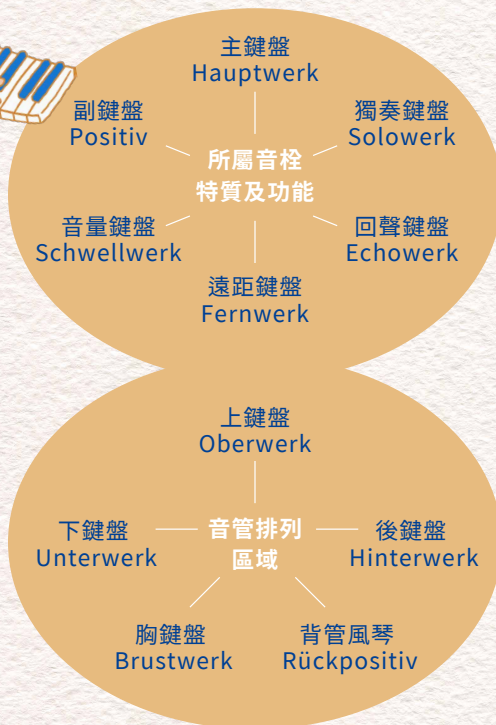 主鍵盤
Hauptwerk
副鍵盤
Positiv
獨奏鍵盤
Solowerk
所屬音栓
特質及功能
音量鍵盤
Schwellwerk
回聲鍵盤
Echowerk
遠距鍵盤
Fernwerk
上鍵盤
Oberwerk
下鍵盤
Unterwerk
音管排列
區域
後鍵盤
Hinterwerk
胸鍵盤
Brustwerk
背管風琴
Rückpositiv